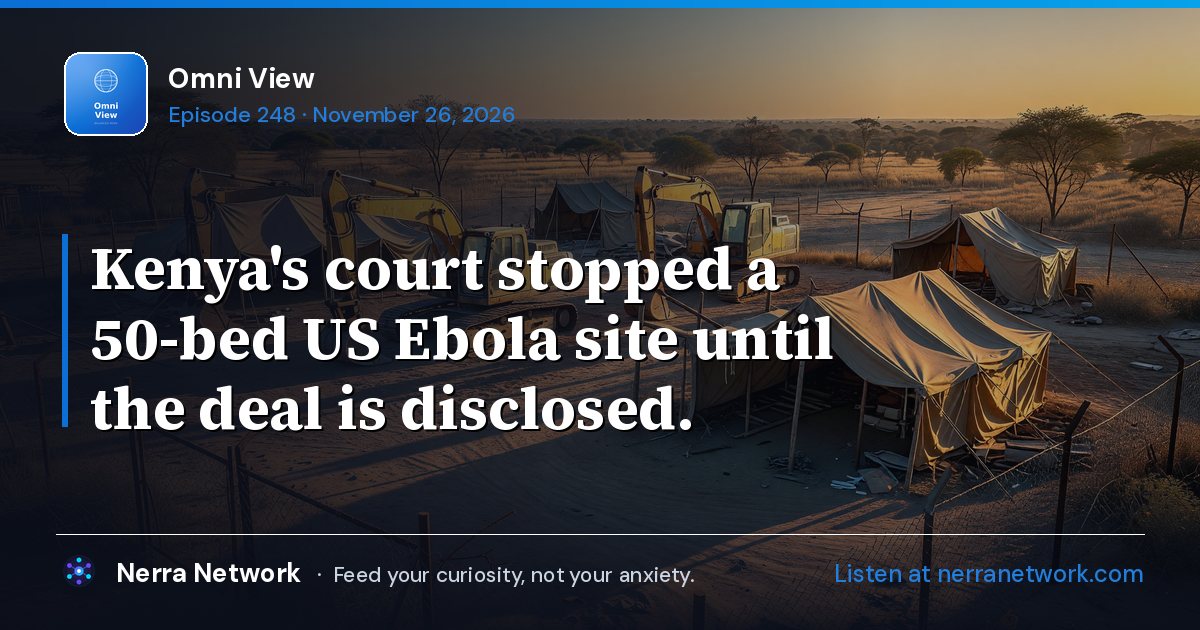 Omni
View
Omni View
Episode 248 · November 26, 2026
Kenya's court stopped a
50-bed US Ebola site until
the deal is disclosed.
Nerra Network · Feed your curiosity, not your anxiety.
Listen at nerranetwork.com